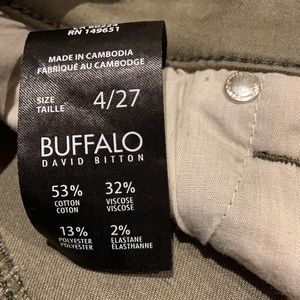 RN 149651
MADE IN CAMBODIA
FABRIQUÉ AU CAMBODGE
SIZE
TAILLE
4/27
BUFFALO
DAVID BITTON
53% 32%
COTTON VISCOSE
COTON VISCOSE
13% 2%
POLYESTER ELASTANE
POLYESTER ELASTHANNE